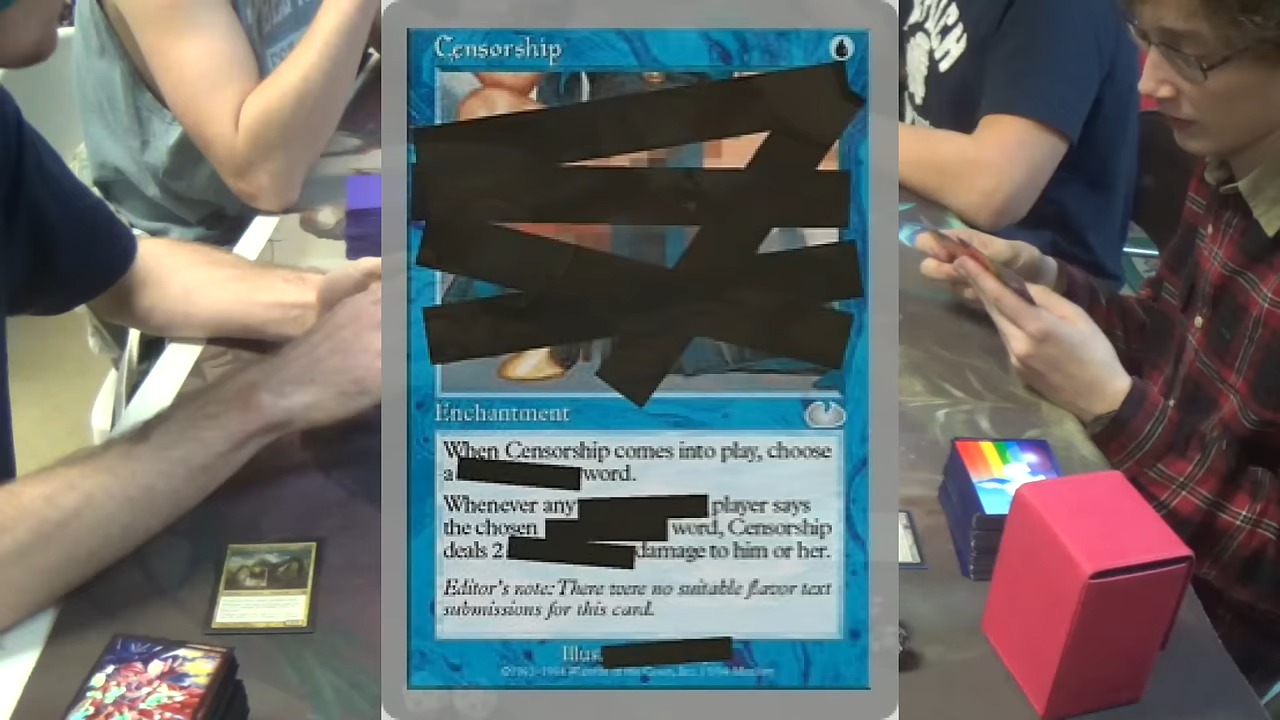 Censorship
Enchantment
When Censorship comes into play, choose
a word.
Whenever any player says
the chosen word, Censorship
deals 2 damage to him or her.
Editor's note: There were no suitable flavor text
submissions for this card.
Illus.